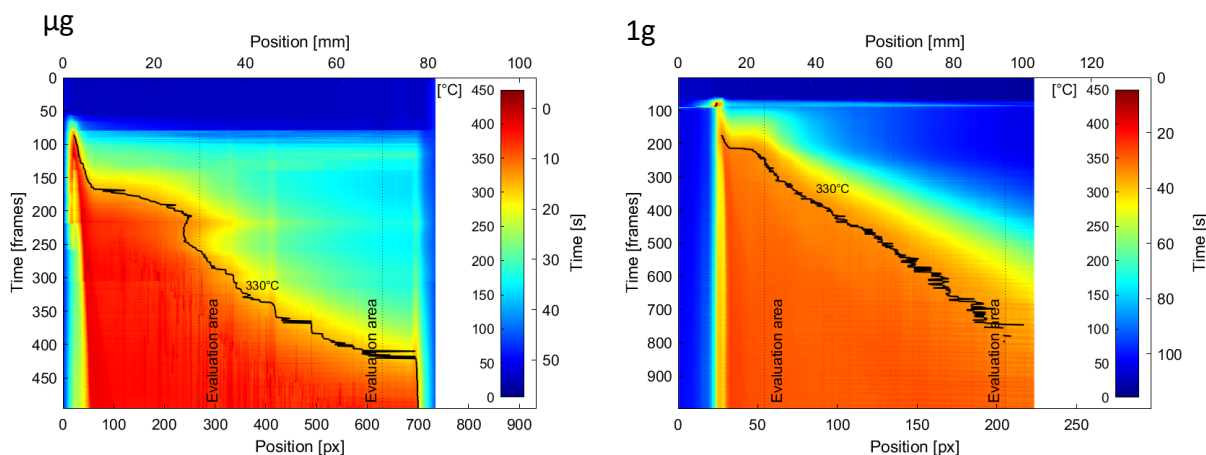 µg
Position [mm]
0 20 40 60 80 100
[°C]
0
50
100
150
200
250
300
350
400
450
Time [frames]
450
400
350
300
250
200
150
100
50
0
0
10
20
30
40
50
Time [s]
330°C
Evaluation area
Evaluation area
0 100 200 300 400 500 600 700 800 900
Position [px]
1g
Position [mm]
0 20 40 60 80 100 120
[°C]
100
200
300
400
500
600
700
800
900
Time [frames]
450
400
350
300
250
200
150
100
50
0
0
20
40
60
80
100
Time [s]
330°C
Evaluation area
Evaluation area
0 50 100 150 200 250
Position [px]